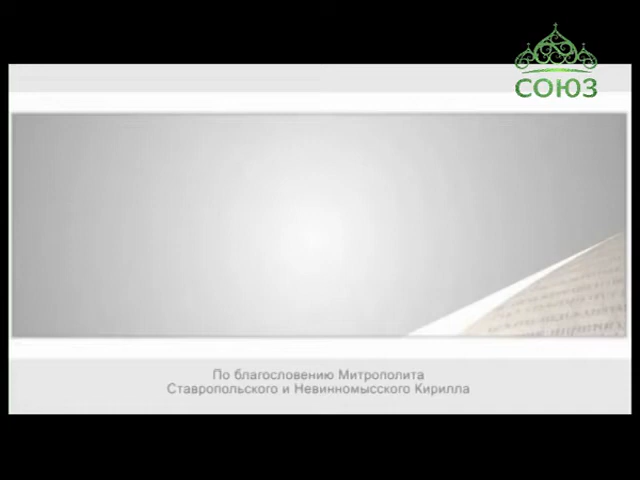 СОЮЗ
По благословению Митрополита
Ставропольского и Невинномысского Кирилла